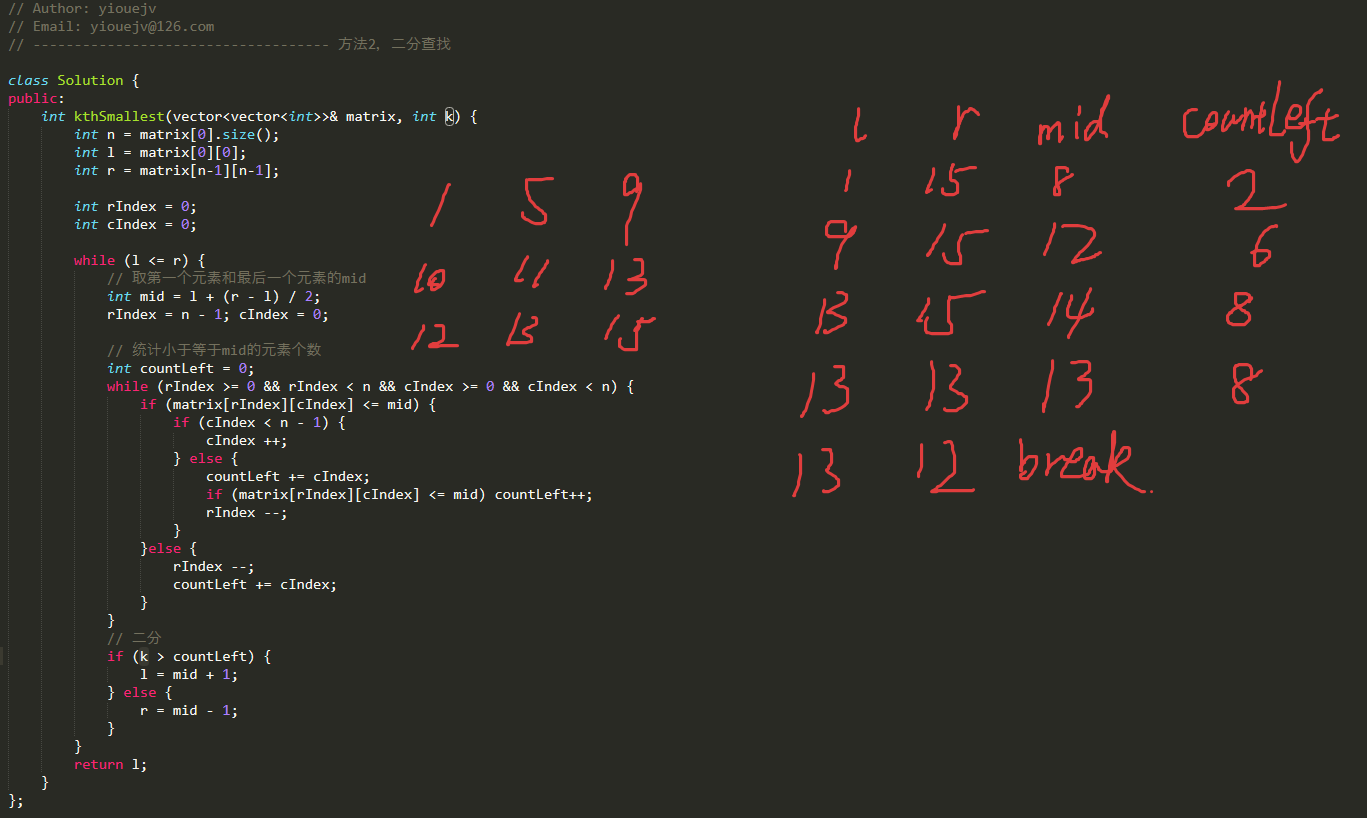 // Author: yiouejv
// Email: yiouejv@126.com
// ------------------------------------ 方法2, 二分查找
class Solution {
public:
    int kthSmallest(vector<vector<int>>& matrix, int k) {
        int n = matrix[0].size();
        int l = matrix[0][0];
        int r = matrix[n-1][n-1];
        int rIndex = 0;
        int cIndex = 0;
        while (l <= r) {
            // 取第一个元素和最后一个元素的mid
            int mid = l + (r - l) / 2;
            rIndex = n - 1; cIndex = 0;
            // 统计小于等于mid的元素个数
            int countLeft = 0;
            while (rIndex >= 0 && rIndex < n && cIndex >= 0 && cIndex < n) {
                if (matrix[rIndex][cIndex] <= mid) {
                    if (cIndex < n - 1) {
                        cIndex ++;
                    } else {
                        countLeft += cIndex;
                        if (matrix[rIndex][cIndex] <= mid) countLeft++;
                        rIndex --;
                    }
                }else {
                    rIndex --;
                    countLeft += cIndex;
                }
            }
            // 二分
            if (k > countLeft) {
                l = mid + 1;
            } else {
                r = mid - 1;
            }
        }
        return l;
    }
};
1 5 9
10 11 13
12 13 15
l r mid countLeft
1 15 8 2
9 15 12 6
13 15 14 8
13 13 13 8
13 12 break.